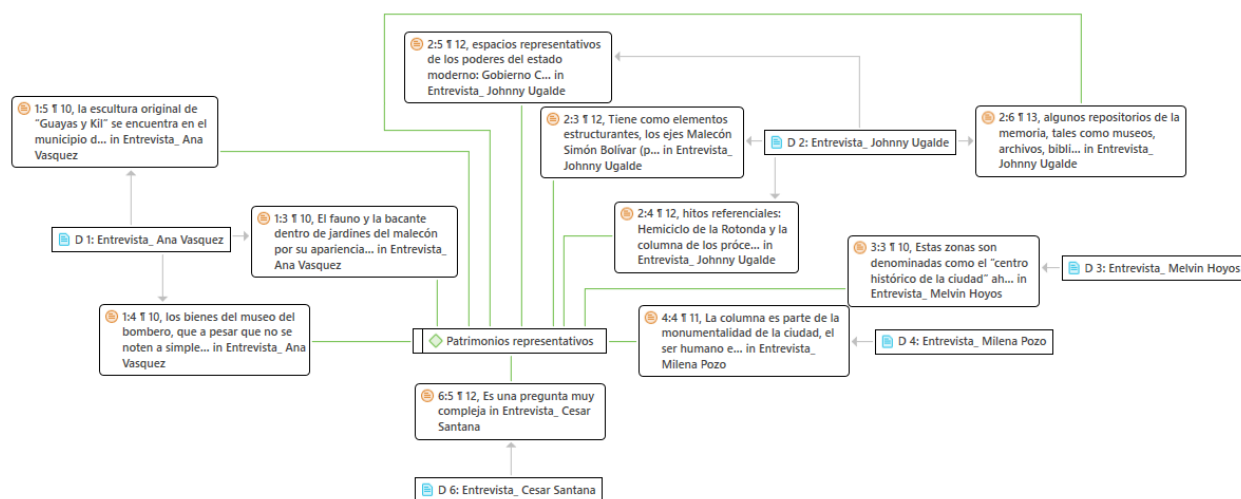 2:5 ¶ 12, espacios representativos
de los poderes del estado
moderno: Gobierno C... in
Entrevista_ Johnny Ugalde
1:5 ¶ 10, la escultura original de
“Guayas y Kil” se encuentra en el
municipio d... in Entrevista_ Ana
Vasquez
2:3 ¶ 12, Tiene como elementos
estructurantes, los ejes Malecón
Simón Bolívar (p... in Entrevista_
Johnny Ugalde
D 2: Entrevista_ Johnny Ugalde
2:6 ¶ 13, algunos repositorios de la
memoria, tales como museos,
archivos, bibli... in Entrevista_
Johnny Ugalde
D 1: Entrevista_ Ana Vasquez
1:3 ¶ 10, El fauno y la bacante
dentro de jardines del malecón
por su apariencia... in Entrevista_
Ana Vasquez
2:4 ¶ 12, hitos referenciales:
Hemiciclo de la Rotonda y la
columna de los próce... in
Entrevista_ Johnny Ugalde
3:3 ¶ 10, Estas zonas son
denominadas como el “centro
histórico de la ciudad” ah... in
Entrevista_ Melvin Hoyos
D 3: Entrevista_ Melvin Hoyos
1:4 ¶ 10, los bienes del museo del
bombero, que a pesar que no se
noten a simple... in Entrevista_ Ana
Vasquez
Patrimonios representativos
4:4 ¶ 11, La columna es parte de la
monumentalidad de la ciudad, el
ser humano e... in Entrevista_
Milena Pozo
D 4: Entrevista_ Milena Pozo
6:5 ¶ 12, Es una pregunta muy
compleja in Entrevista_ Cesar
Santana
D 6: Entrevista_ Cesar Santana